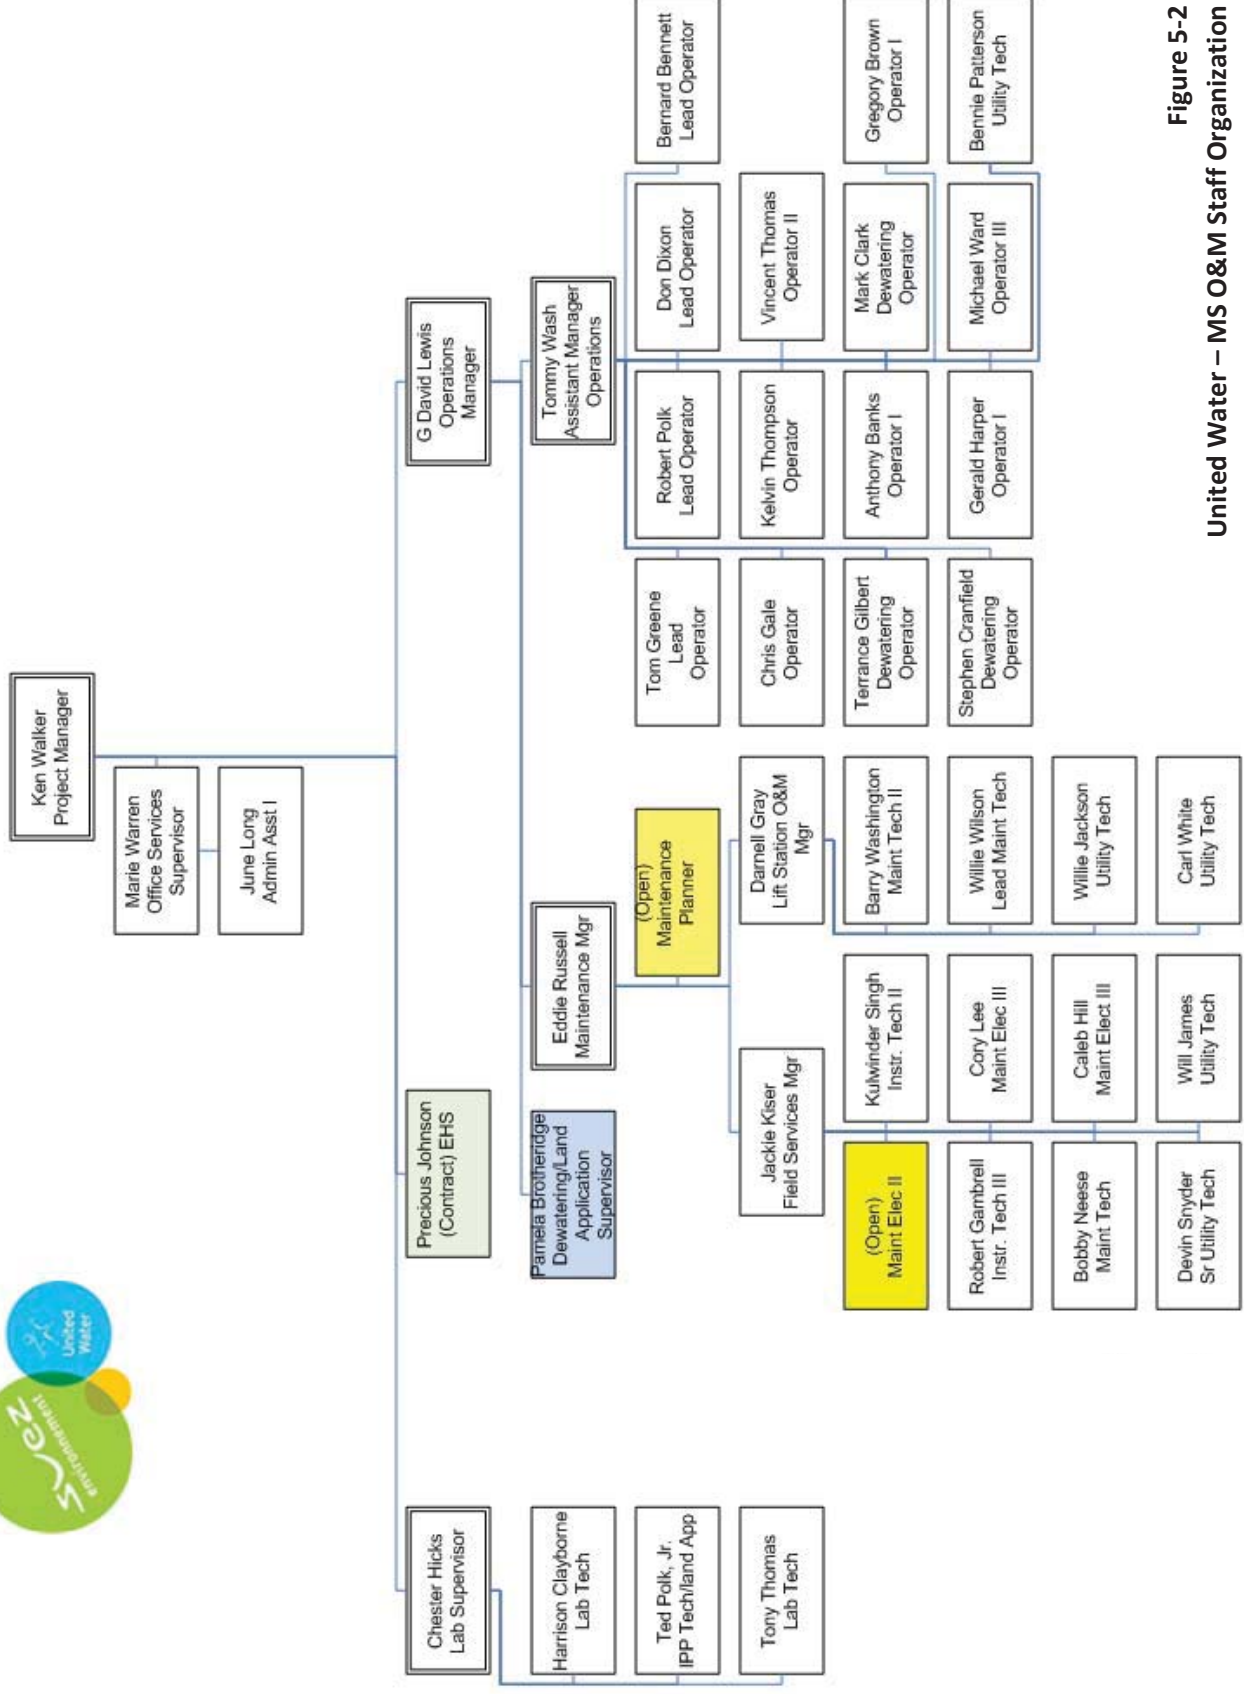 suez
environnement
United
Water
Ken Walker
Project Manager
Marie Warren
Office Services
Supervisor
June Long
Admin Asst I
Chester Hicks
Lab Supervisor
Precious Johnson
(Contract) EHS
G David Lewis
Operations
Manager
Harrison Clayborne
Lab Tech
Ted Polk, Jr.
IPP Tech/land App
Tony Thomas
Lab Tech
Pamela Brotheridge
Dewatering/Land
Application
Supervisor
Eddie Russell
Maintenance Mgr
Tommy Wash
Assistant Manager
Operations
(Open)
Maintenance
Planner
Jackie Kiser
Field Services Mgr
Darnell Gray
Lift Station O&M
Mgr
(Open)
Maint Elec II
Kulwinder Singh
Instr. Tech II
Barry Washington
Maint Tech II
Robert Gambrell
Instr. Tech III
Cory Lee
Maint Elec III
Willie Wilson
Lead Maint Tech
Bobby Neese
Maint Tech
Caleb Hill
Maint Elect III
Willie Jackson
Utility Tech
Devin Snyder
Sr Utility Tech
Will James
Utility Tech
Carl White
Utility Tech
Tom Greene
Lead
Operator
Robert Polk
Lead Operator
Don Dixon
Lead Operator
Bernard Bennett
Lead Operator
Chris Gale
Operator
Kelvin Thompson
Operator
Vincent Thomas
Operator II
Terrance Gilbert
Dewatering
Operator
Anthony Banks
Operator I
Mark Clark
Dewatering
Operator
Gregory Brown
Operator I
Stephen Cranfield
Dewatering
Operator
Gerald Harper
Operator I
Michael Ward
Operator III
Bennie Patterson
Utility Tech
Figure 5-2
United Water – MS O&M Staff Organization